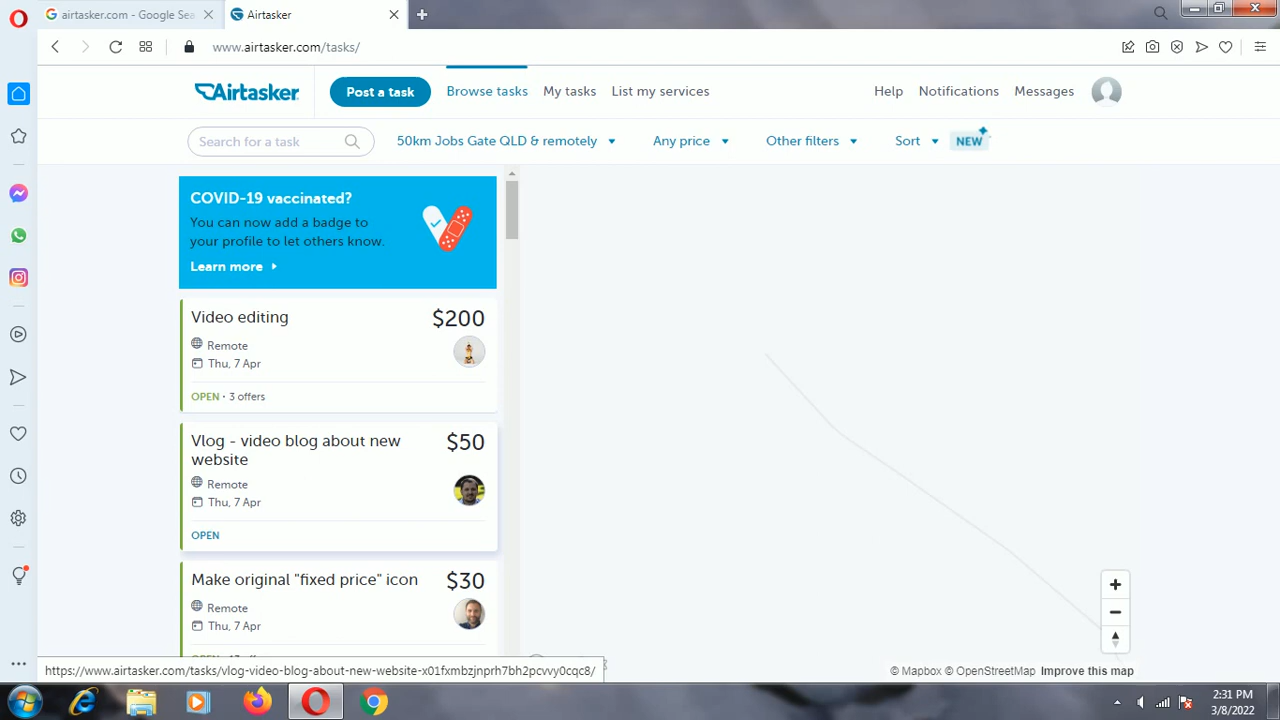 airtasker.com - Google Sea
Airtasker
www.airtasker.com/tasks/
Airtasker
Post a task
Browse tasks
My tasks
List my services
Help
Notifications
Messages
Search for a task
50km Jobs Gate QLD & remotely
Any price
Other filters
Sort
NEW
COVID-19 vaccinated?
You can now add a badge to
your profile to let others know.
Learn more
Video editing
$200
Remote
Thu, 7 Apr
OPEN · 3 offers
Vlog - video blog about new
website
$50
Remote
Thu, 7 Apr
OPEN
Make original "fixed price" icon
$30
Remote
Thu, 7 Apr
https://www.airtasker.com/tasks/vlog-video-blog-about-new-website-x01fxmbzjnprh7bh2pcvvy0cqc8/
© Mapbox © OpenStreetMap Improve this map
2:31 PM
3/8/2022